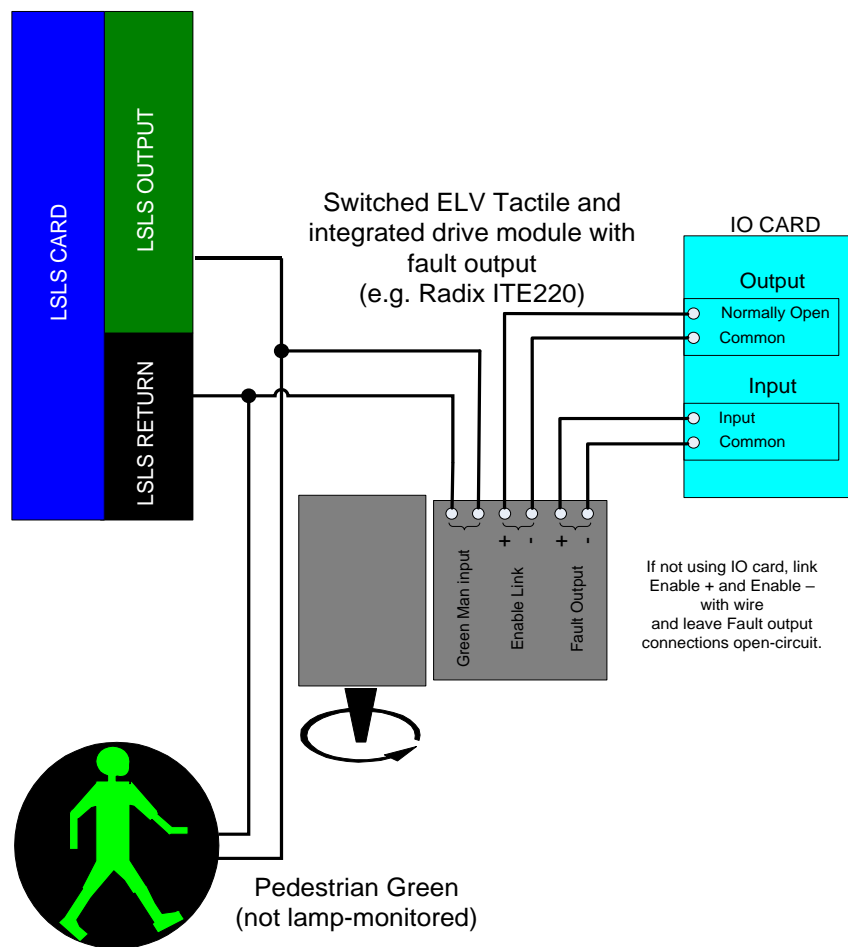 LSLS CARD
LSLS OUTPUT
LSLS RETURN
Switched ELV Tactile and
integrated drive module with
fault output
(e.g. Radix ITE220)
IO CARD
Output
Normally Open
Common
Input
Input
Common
+
-
+
-
Green Man input
Enable Link
Fault Output
If not using IO card, link
Enable + and Enable –
with wire
and leave Fault output
connections open-circuit.
Pedestrian Green
(not lamp-monitored)